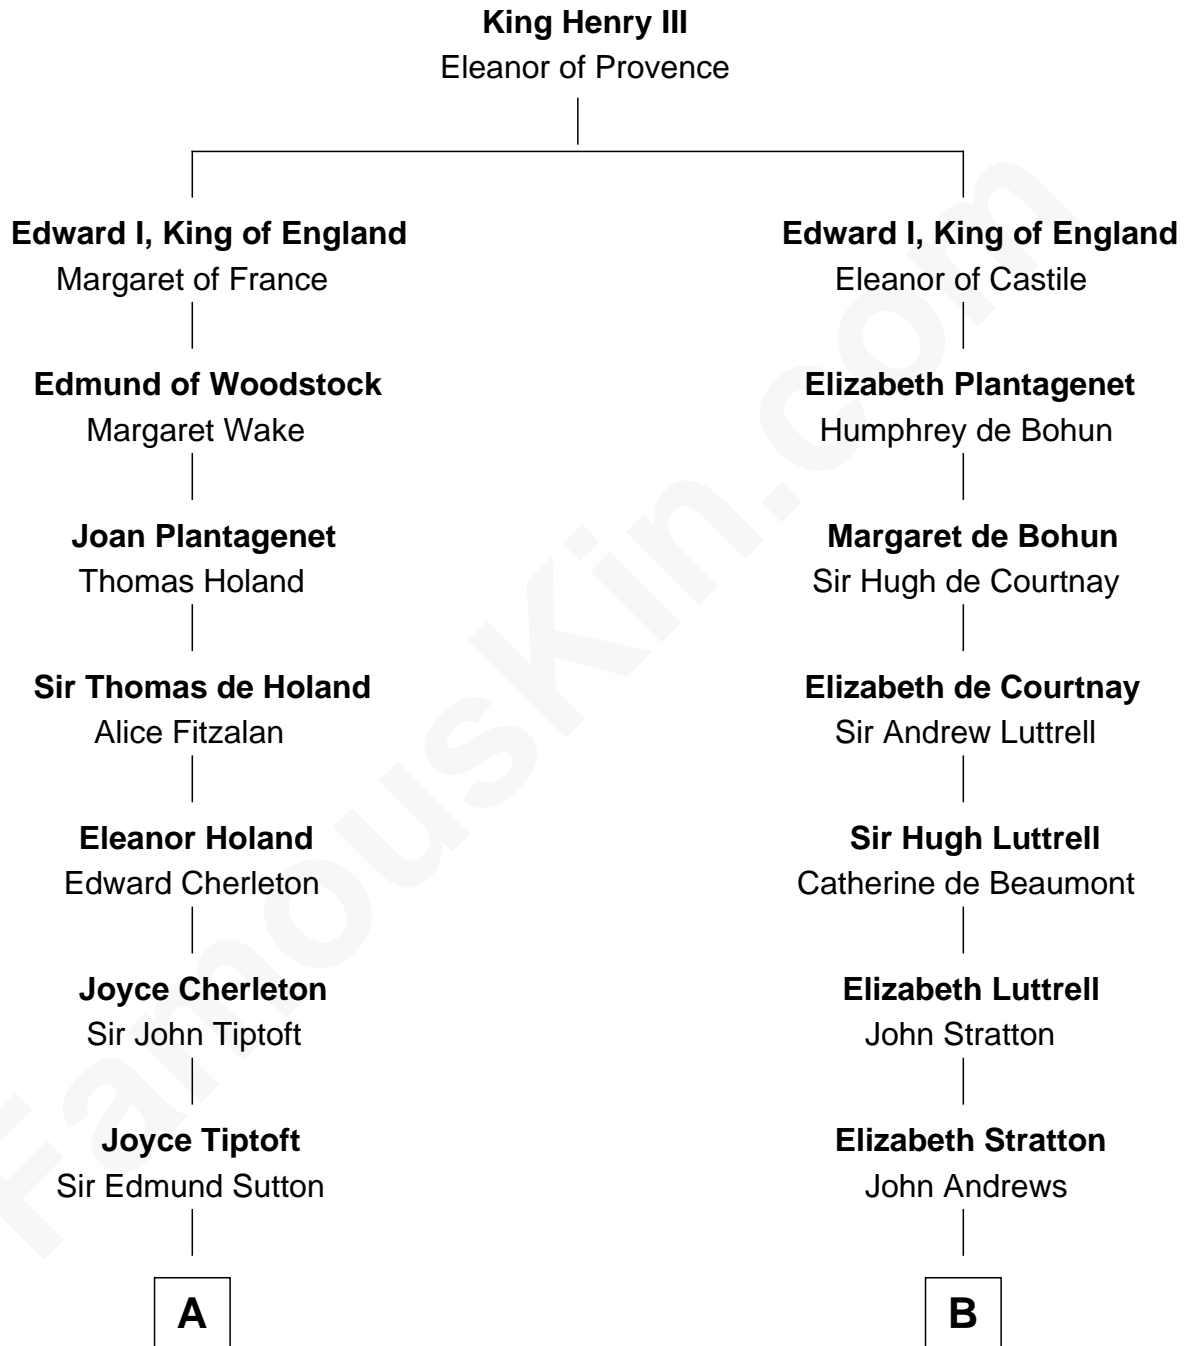 King Henry III
Eleanor of Provence
Edward I, King of England
Margaret of France
Edward I, King of England
Eleanor of Castile
Edmund of Woodstock
Margaret Wake
Elizabeth Plantagenet
Humphrey de Bohun
Joan Plantagenet
Thomas Holand
Margaret de Bohun
Sir Hugh de Courtnay
Sir Thomas de Holand
Alice Fitzalan
Elizabeth de Courtnay
Sir Andrew Luttrell
Eleanor Holand
Edward Cherleton
Sir Hugh Luttrell
Catherine de Beaumont
Joyce Cherleton
Sir John Tiptoft
Elizabeth Luttrell
John Stratton
Joyce Tiptoft
Sir Edmund Sutton
Elizabeth Stratton
John Andrews
A
B
FamousKin.com